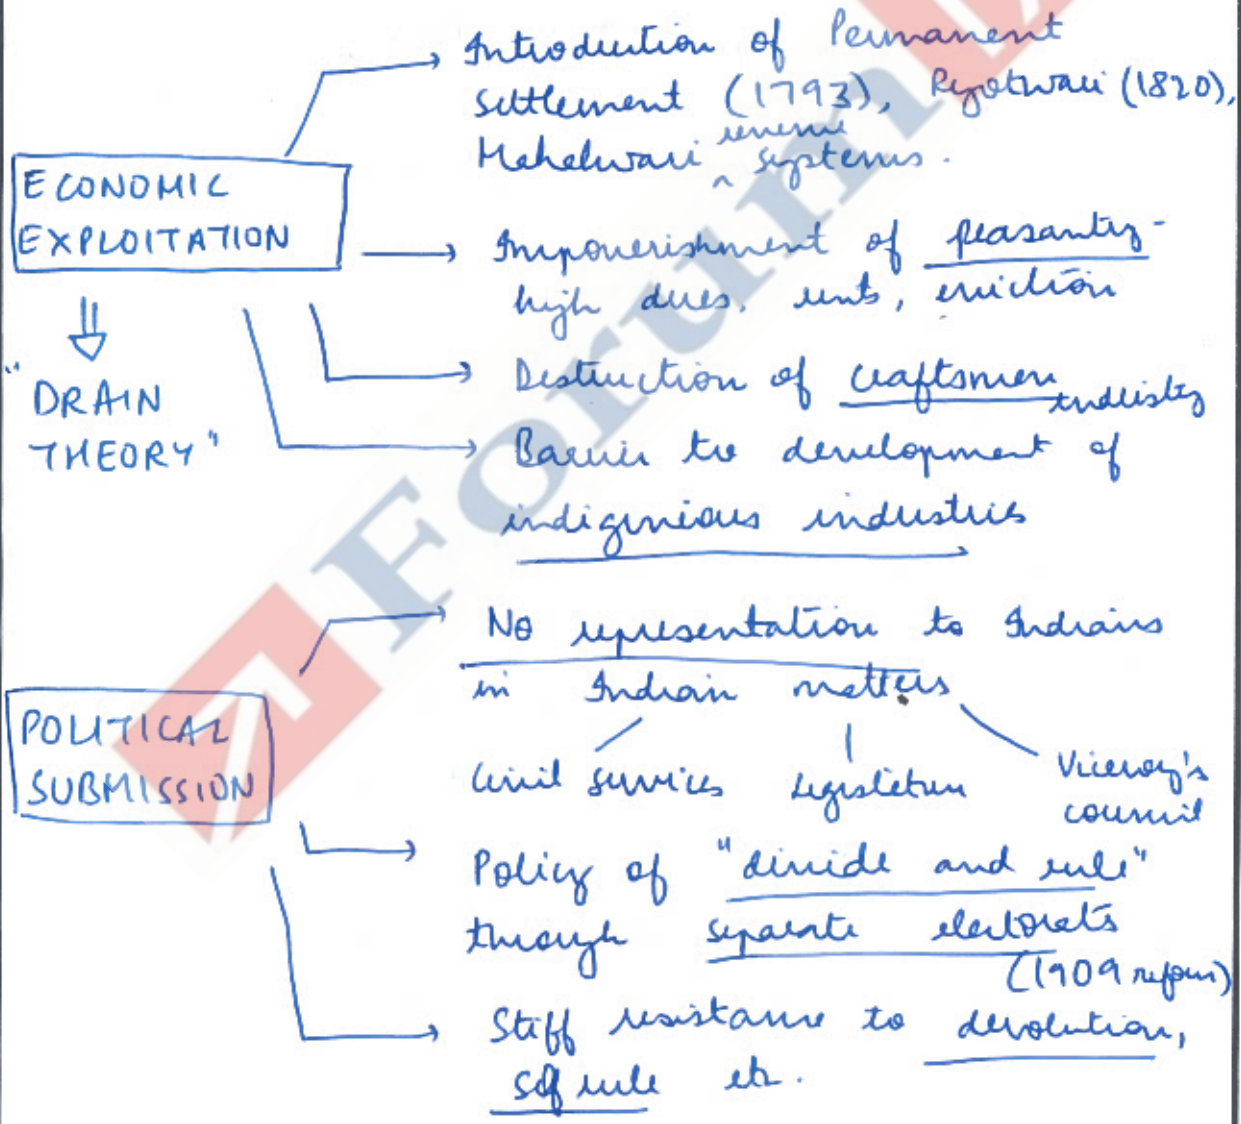 Introduction of Permanent
Settlement (1793), Ryotwari (1820),
revenue
Mahalwari ^ systems.
ECONOMIC
EXPLOITATION
Impoverishment of peasantry -
high dues, rents, eviction
"DRAIN
THEORY"
Destruction of craftsmen industry
Barrier to development of
indigenious industries
No representation to Indians
in Indian matters
POLITICAL
SUBMISSION
Civil services Legislature Viceroy's
council
Policy of "divide and rule"
through separate electorates
(1909 reform)
Stiff resistance to devolution,
self rule etc.
Forum